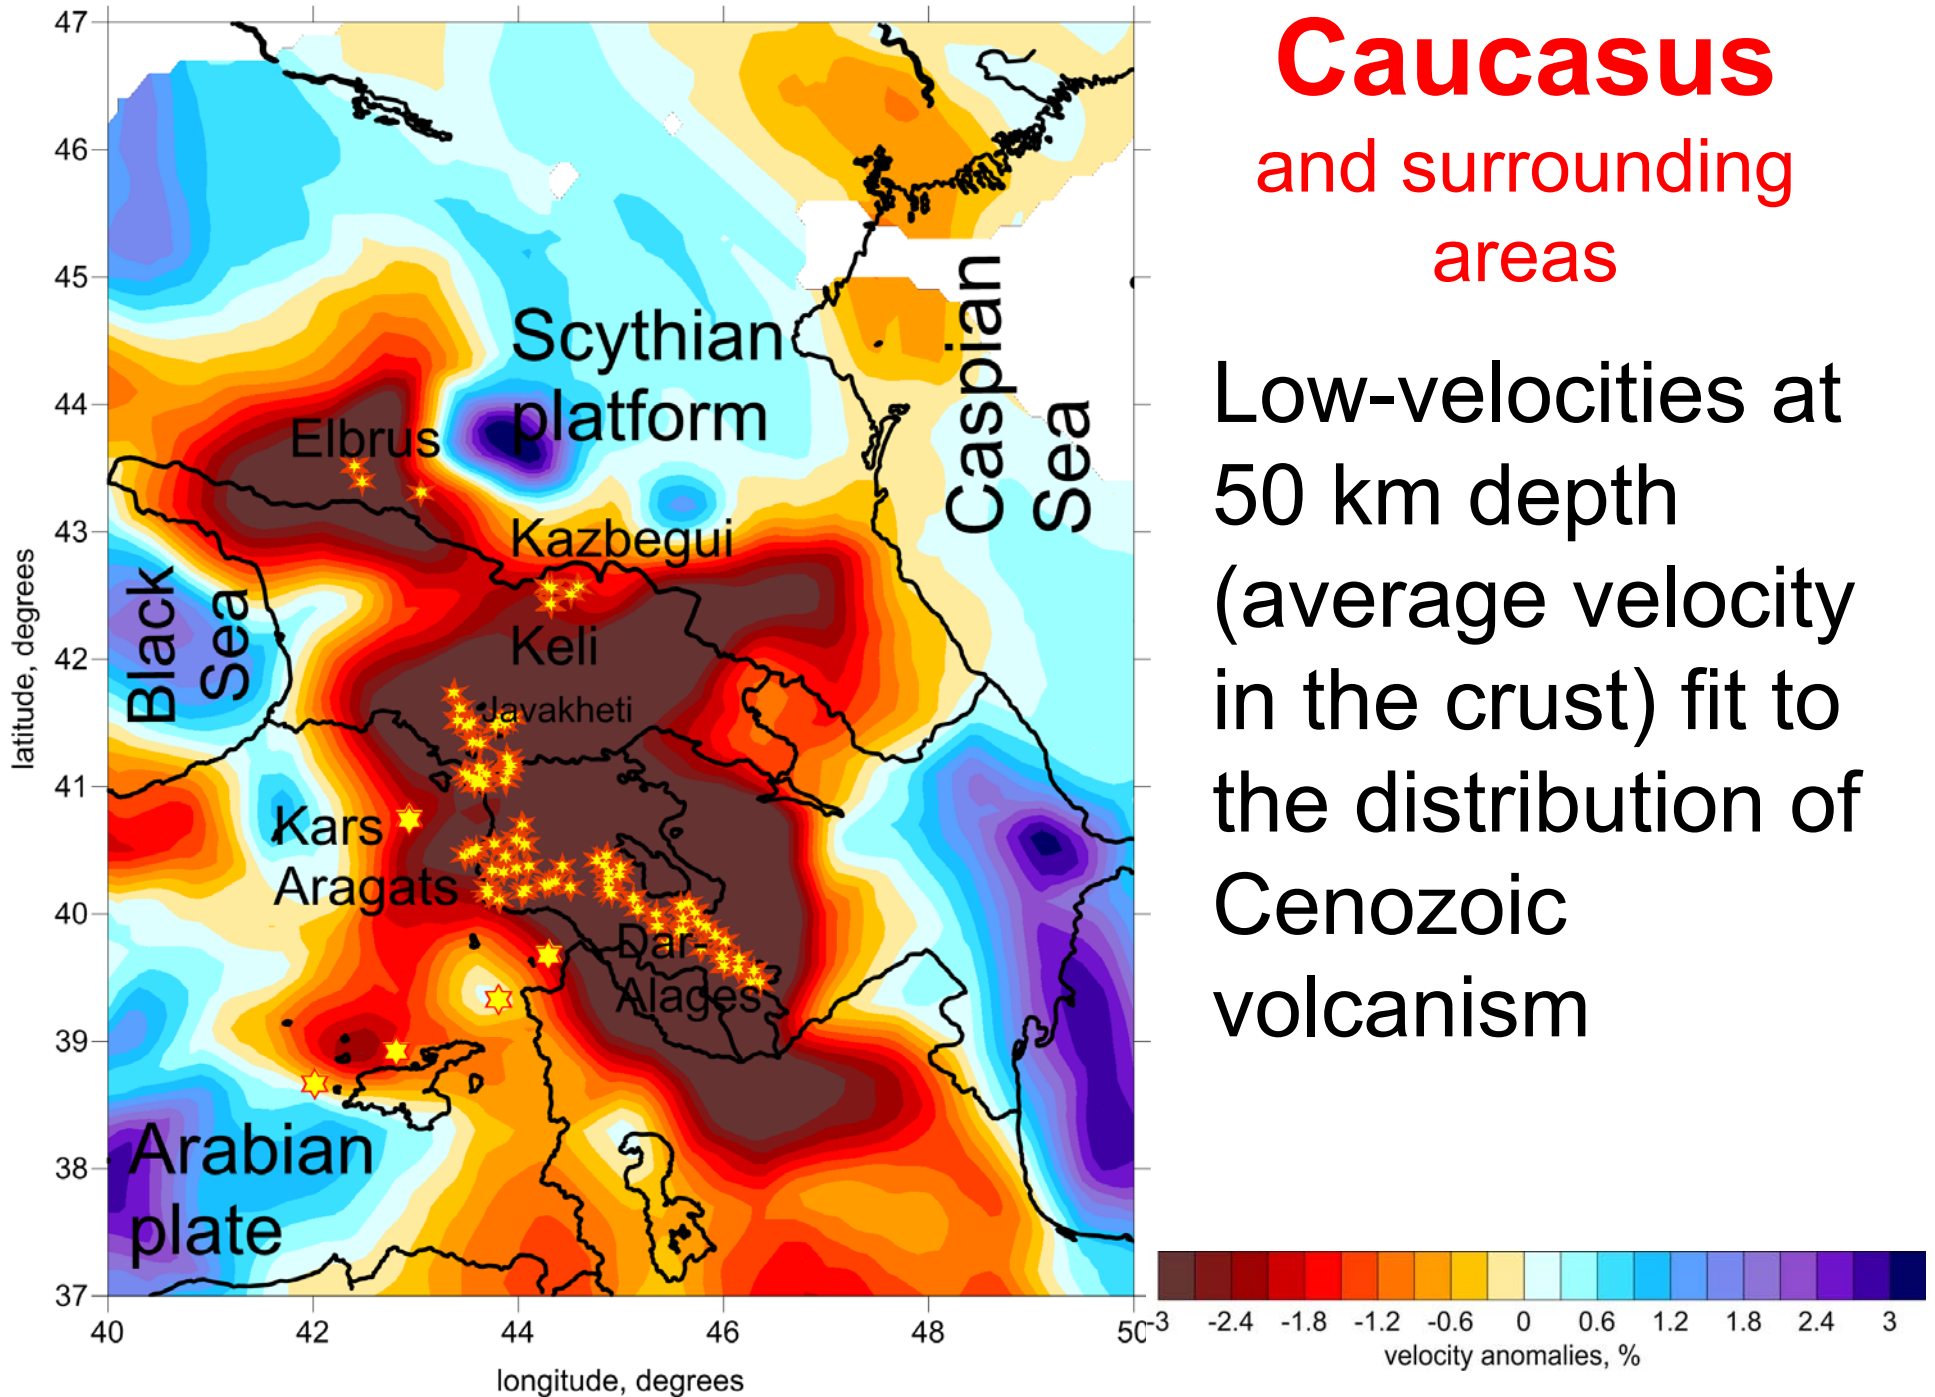 Caucasus
and surrounding
areas
Low-velocities at
50 km depth
(average velocity
in the crust) fit to
the distribution of
Cenozoic
volcanism
47
46
45
44
43
42
41
40
39
38
37
latitude, degrees
40
42
44
46
48
50
longitude, degrees
Scythian
platform
Caspian
Sea
Elbrus
Kazbegui
Black
Sea
Keli
Javakheti
Kars
Aragats
Dar-
Alages
Arabian
plate
-3 -2.4 -1.8 -1.2 -0.6 0 0.6 1.2 1.8 2.4 3
velocity anomalies, %